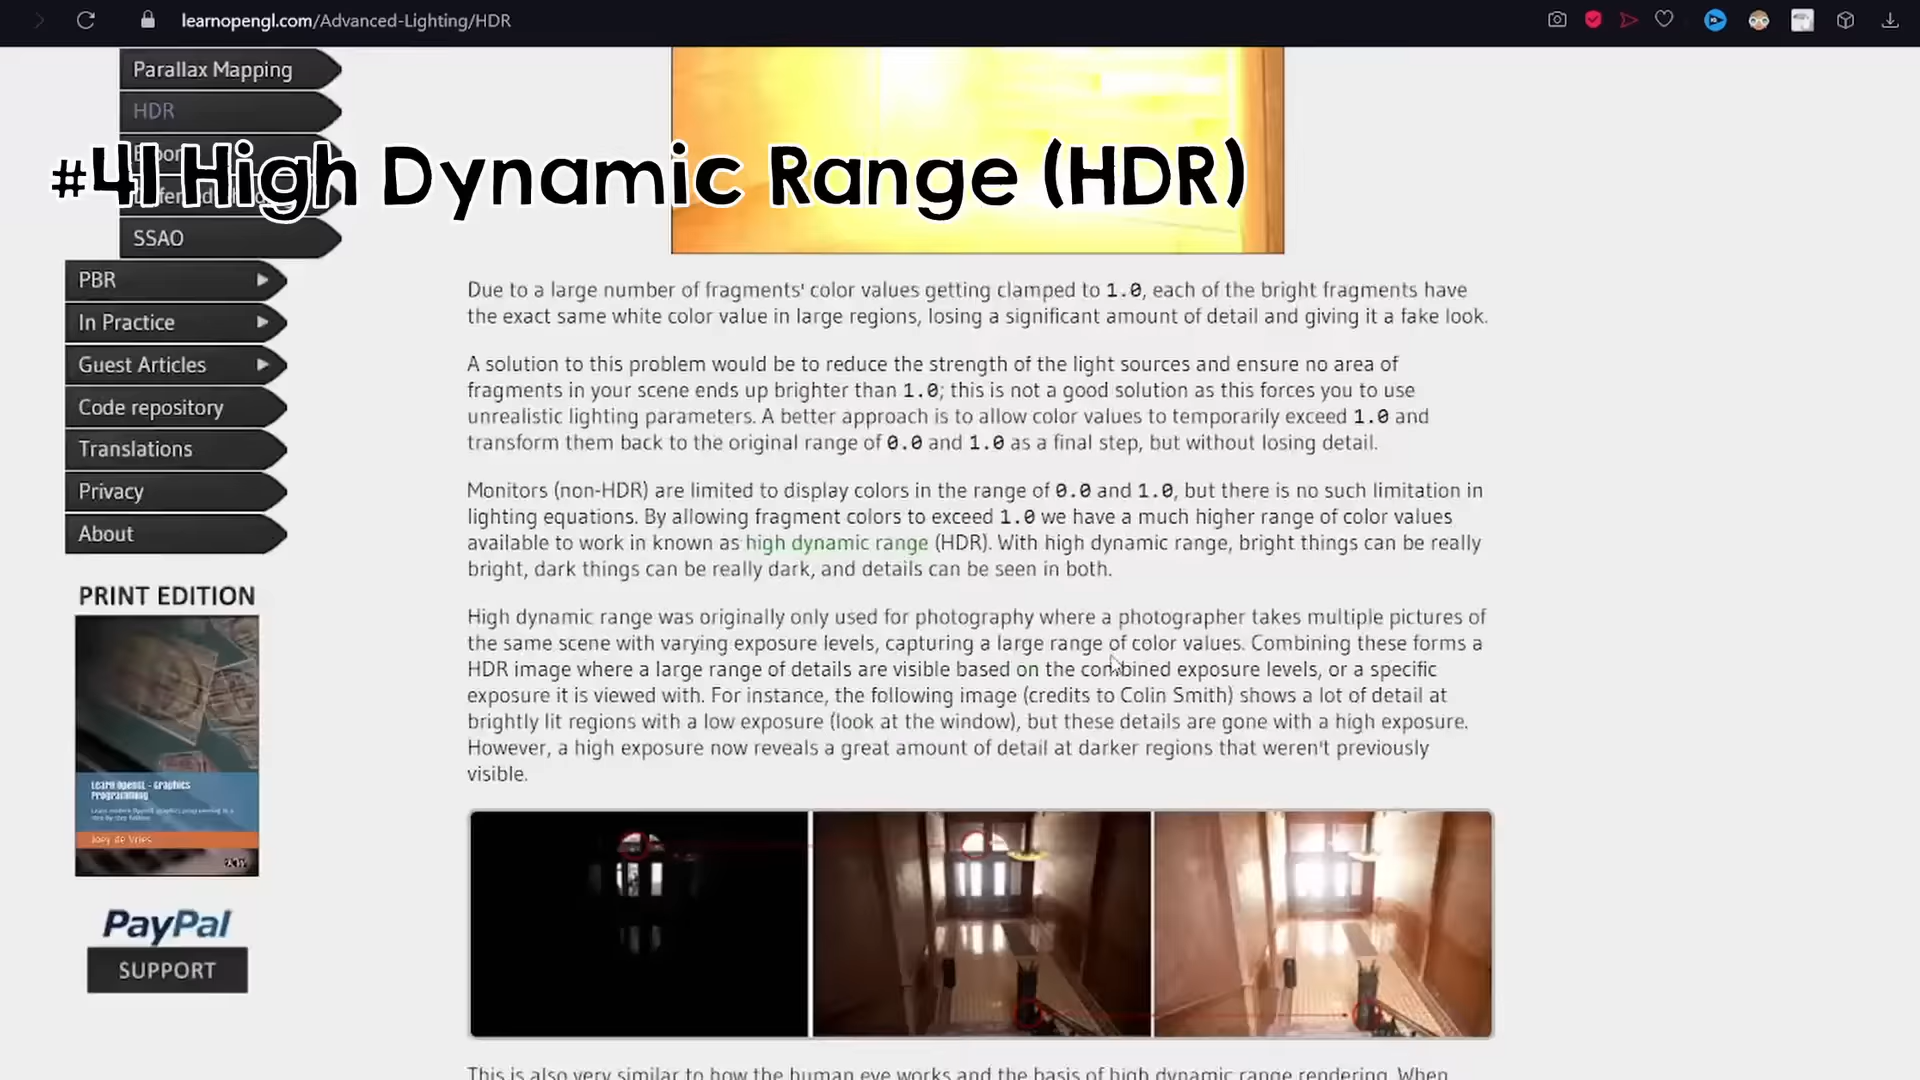 learnopengl.com/Advanced-Lighting/HDR
Parallax Mapping
HDR
#41 High Dynamic Range (HDR)
SSAO
PBR
In Practice
Guest Articles
Code repository
Translations
Privacy
About
PRINT EDITION
Learn OpenGL - Graphics
Programming
Joey de Vries
PayPal
SUPPORT
Due to a large number of fragments' color values getting clamped to 1.0, each of the bright fragments have
the exact same white color value in large regions, losing a significant amount of detail and giving it a fake look.
A solution to this problem would be to reduce the strength of the light sources and ensure no area of
fragments in your scene ends up brighter than 1.0; this is not a good solution as this forces you to use
unrealistic lighting parameters. A better approach is to allow color values to temporarily exceed 1.0 and
transform them back to the original range of 0.0 and 1.0 as a final step, but without losing detail.
Monitors (non-HDR) are limited to display colors in the range of 0.0 and 1.0, but there is no such limitation in
lighting equations. By allowing fragment colors to exceed 1.0 we have a much higher range of color values
available to work in known as high dynamic range (HDR). With high dynamic range, bright things can be really
bright, dark things can be really dark, and details can be seen in both.
High dynamic range was originally only used for photography where a photographer takes multiple pictures of
the same scene with varying exposure levels, capturing a large range of color values. Combining these forms a
HDR image where a large range of details are visible based on the combined exposure levels, or a specific
exposure it is viewed with. For instance, the following image (credits to Colin Smith) shows a lot of detail at
brightly lit regions with a low exposure (look at the window), but these details are gone with a high exposure.
However, a high exposure now reveals a great amount of detail at darker regions that weren't previously
visible.
This is also very similar to how the human eye works and the basis of high dynamic range rendering. When